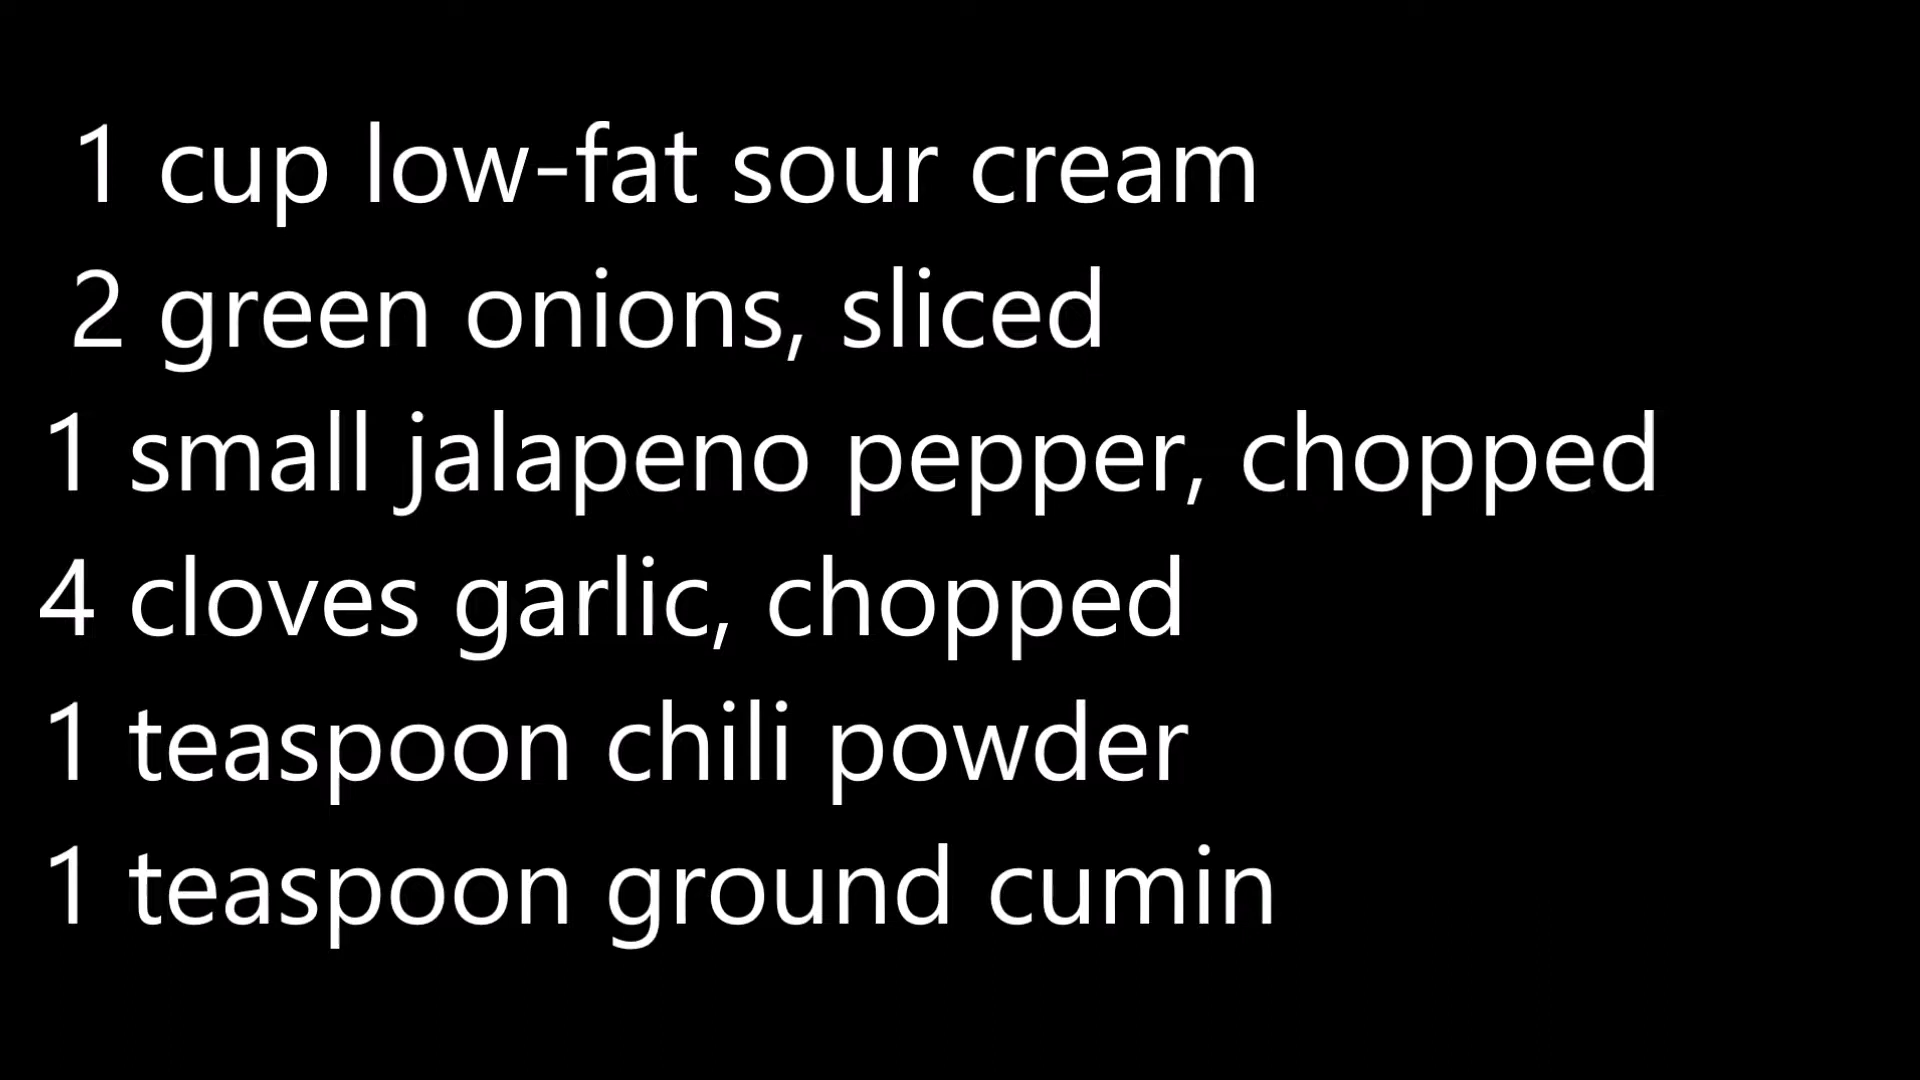 1 cup low-fat sour cream
2 green onions, sliced
1 small jalapeno pepper, chopped
4 cloves garlic, chopped
1 teaspoon chili powder
1 teaspoon ground cumin